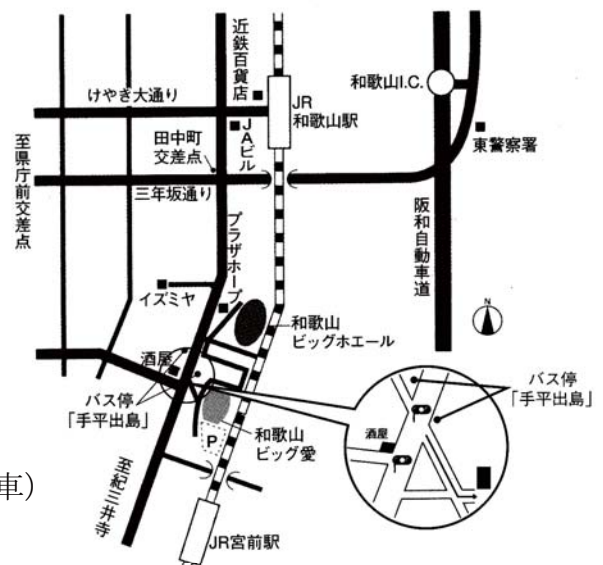 近鉄百貨店
けやき大通り
JR
和歌山駅
和歌山I.C.
JAビル
田中町
交差点
東警察署
至県庁前交差点
三年坂通り
阪和自動車道
プラザホープ
イズミヤ
N
和歌山
ビッグホエール
酒屋
バス停
「手平出島」
和歌山
ビッグ愛
P
バス停
「手平出島」
酒屋
車)
至紀三井寺
JR宮前駅